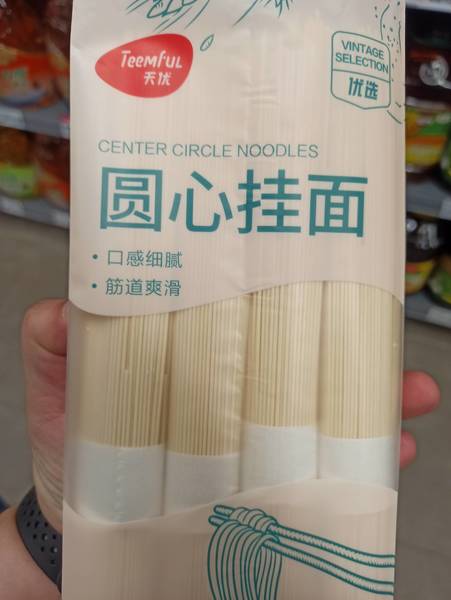 TEEMFUL
天优
VINTAGE
SELECTION
优选
CENTER CIRCLE NOODLES
圆心挂面
· 口感细腻
· 筋道爽滑